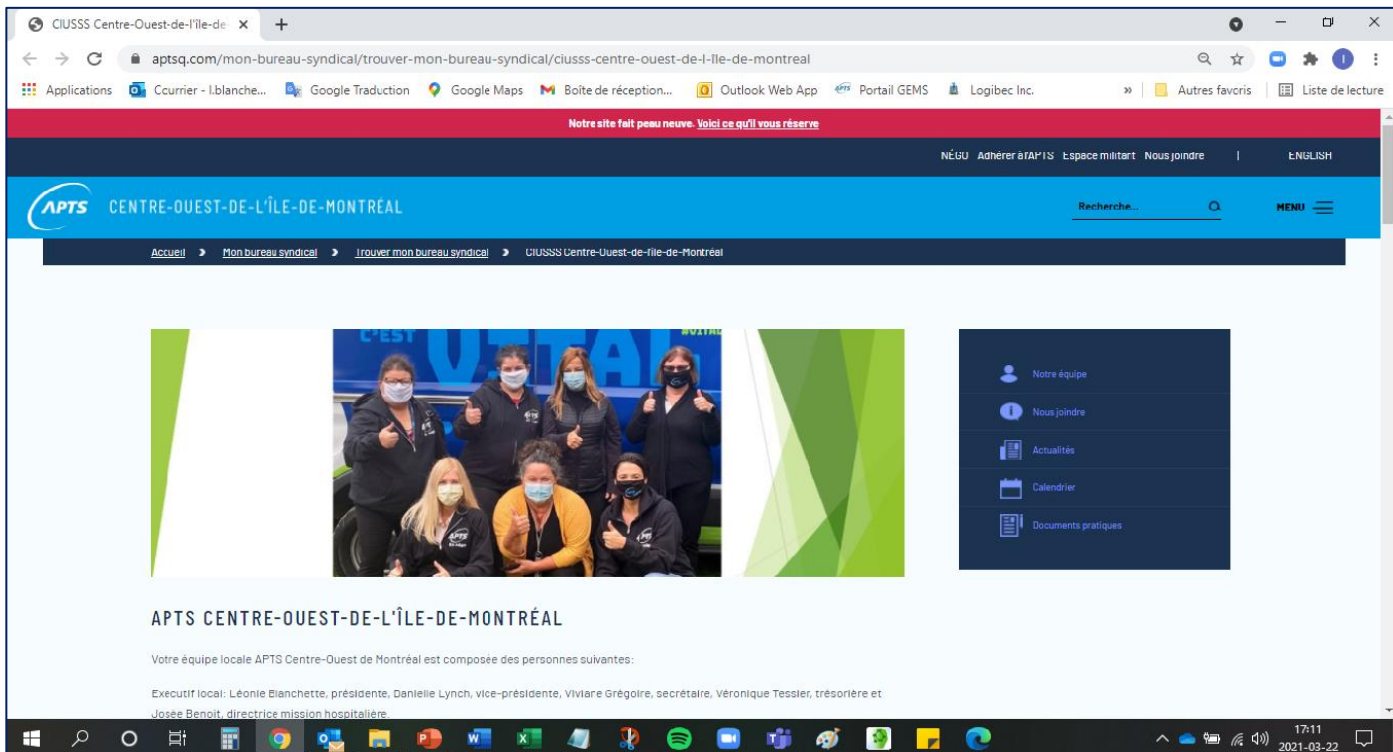 CIUSSS Centre-Ouest-de-l'île-de-
aptsq.com/mon-bureau-syndical/trouver-mon-bureau-syndical/ciusss-centre-ouest-de-l-ile-de-montreal
Applications Ccurrier - l.blanche... Google Traduction Google Maps Boîte de réception... Outlook Web App Portail GEMS Logibec Inc. » Autres favoris Liste de lecture
Notre site fait peau neuve. Voici ce qu'il vous réserve
NÉGO Adhérer à l'APTS Espace militant Nous joindre | ENGLISH
APTS CENTRE-OUEST-DE-L'ÎLE-DE-MONTRÉAL Recherche... MENU
Accueil Mon bureau syndical Trouver mon bureau syndical CIUSSS Centre-Ouest-de-l'île-de-Montréal
C'EST VITAL
Notre équipe
Nous joindre
Actualités
Calendrier
Documents pratiques
APTS CENTRE-OUEST-DE-L'ÎLE-DE-MONTRÉAL
Votre équipe locale APTS Centre-Ouest de Montréal est composée des personnes suivantes:
Executif local: Léonie Blanchette, présidente, Danielle Lynch, vice-présidente, Viviane Grégoire, secrétaire, Véronique Tessier, trésorière et
Josée Benoit, directrice mission hospitalière.
17:11
2021-03-22